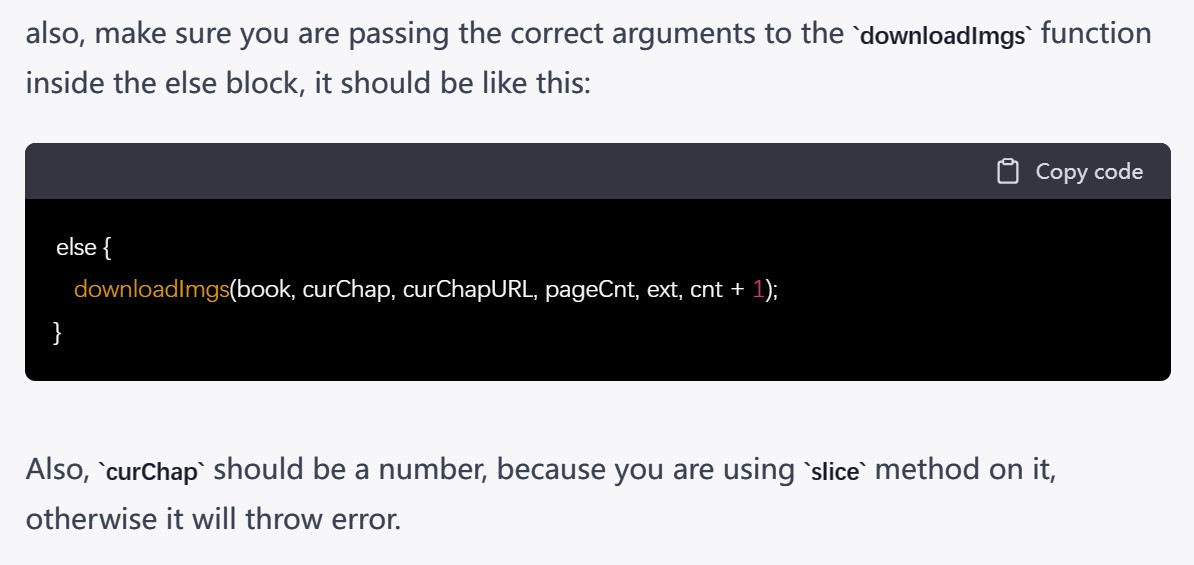 also, make sure you are passing the correct arguments to the `downloadImgs` function
inside the else block, it should be like this:
Copy code
else {
downloadImgs(book, curChap, curChapURL, pageCnt, ext, cnt + 1);
}
Also, `curChap` should be a number, because you are using `slice` method on it,
otherwise it will throw error.